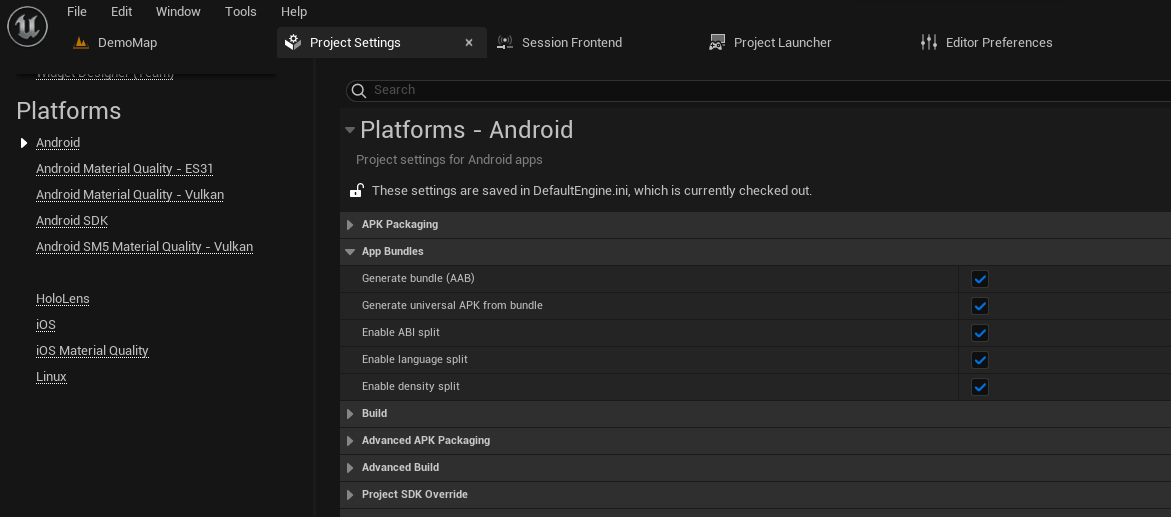 File Edit Window Tools Help
DemoMap Project Settings Session Frontend Project Launcher Editor Preferences
Widget Designer (Team)
Platforms
Android
Android Material Quality - ES31
Android Material Quality - Vulkan
Android SDK
Android SM5 Material Quality - Vulkan
HoloLens
iOS
iOS Material Quality
Linux
Search
Platforms - Android
Project settings for Android apps
These settings are saved in DefaultEngine.ini, which is currently checked out.
APK Packaging
App Bundles
Generate bundle (AAB)
Generate universal APK from bundle
Enable ABI split
Enable language split
Enable density split
Build
Advanced APK Packaging
Advanced Build
Project SDK Override